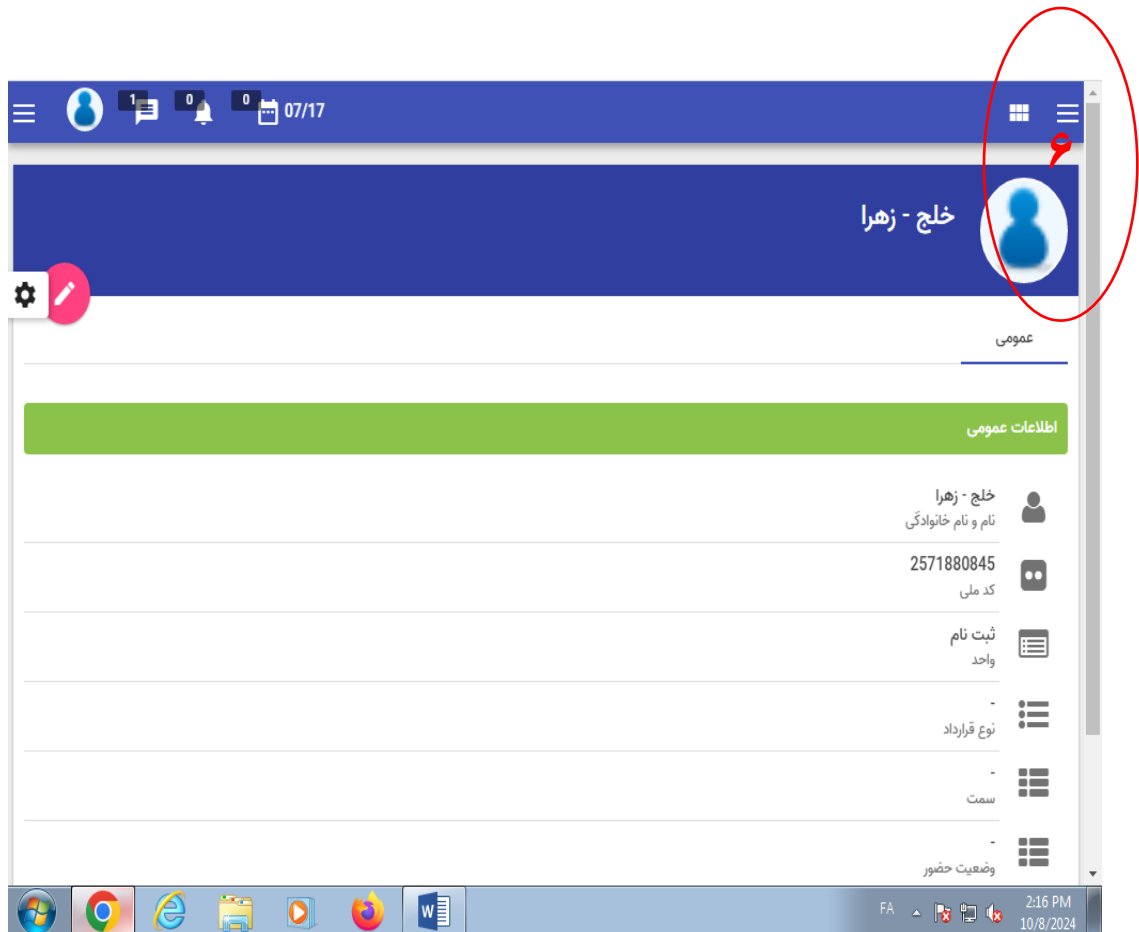 1
0
0
07/17
۶
خلج - زهرا
عمومی
اطلاعات عمومی
خلج - زهرا
نام و نام خانوادگی
2571880845
کد ملی
ثبت نام
واحد
-
نوع قرارداد
-
سمت
-
وضعیت حضور
FA
2:16 PM
10/8/2024